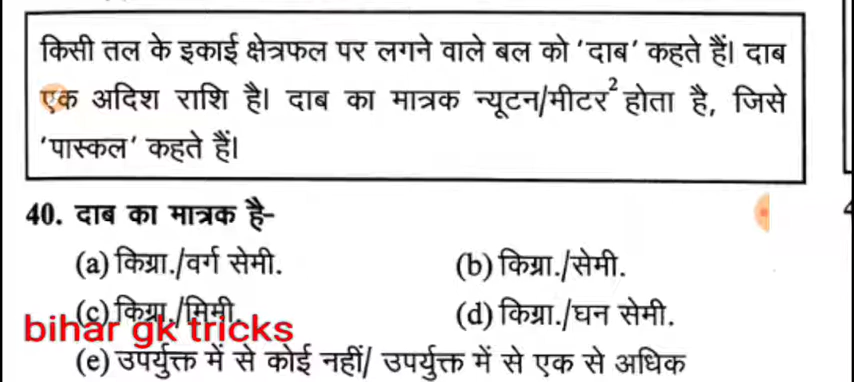 किसी तल के इकाई क्षेत्रफल पर लगने वाले बल को 'दाब' कहते हैं। दाब
एक अदिश राशि है। दाब का मात्रक न्यूटन/मीटर² होता है, जिसे
'पास्कल' कहते हैं।
40. दाब का मात्रक है-
(a) किग्रा./वर्ग सेमी. (b) किग्रा./सेमी.
(c) किग्रा./मिमी. (d) किग्रा./घन सेमी.
bihar gk tricks
(e) उपर्युक्त में से कोई नहीं/ उपर्युक्त में से एक से अधिक